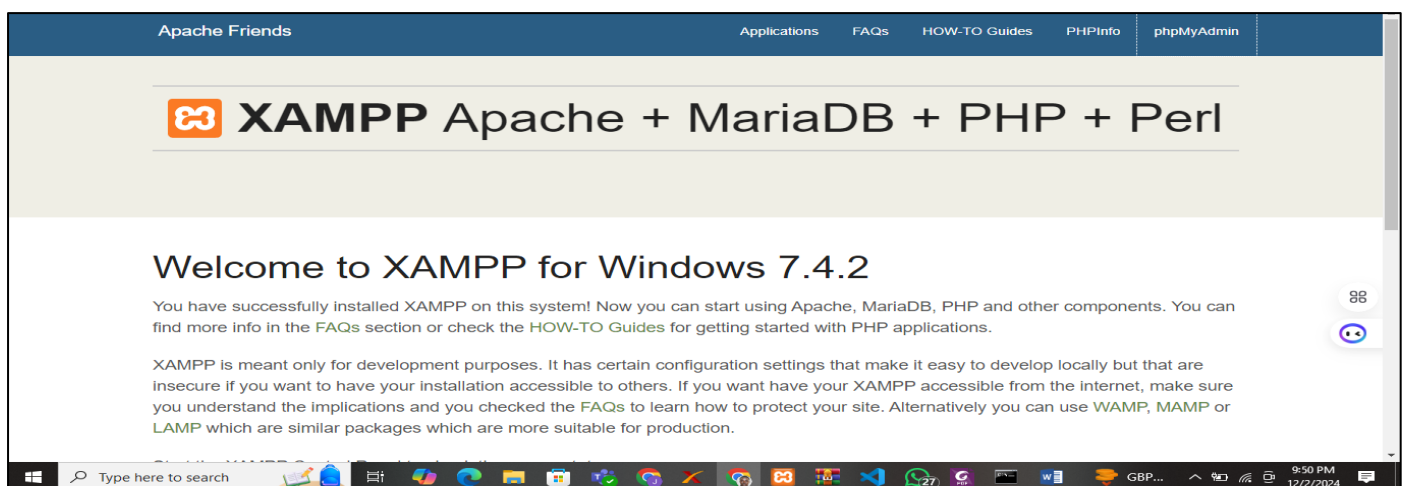 Apache Friends
Applications FAQs HOW-TO Guides PHPInfo phpMyAdmin
XAMPP Apache + MariaDB + PHP + Perl
Welcome to XAMPP for Windows 7.4.2
You have successfully installed XAMPP on this system! Now you can start using Apache, MariaDB, PHP and other components. You can
find more info in the FAQs section or check the HOW-TO Guides for getting started with PHP applications.
XAMPP is meant only for development purposes. It has certain configuration settings that make it easy to develop locally but that are
insecure if you want to have your installation accessible to others. If you want have your XAMPP accessible from the internet, make sure
you understand the implications and you checked the FAQs to learn how to protect your site. Alternatively you can use WAMP, MAMP or
LAMP which are similar packages which are more suitable for production.
Type here to search
27
GBP...
9:50 PM
12/2/2024